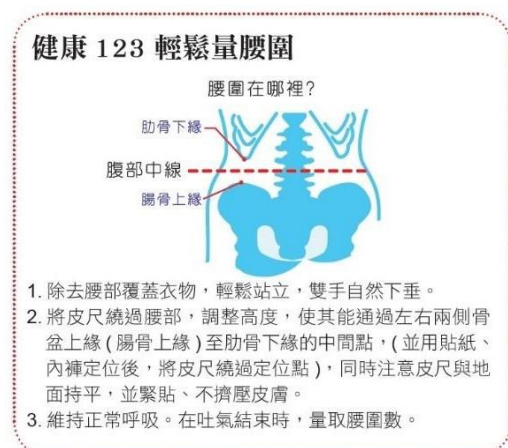 健康 123 輕鬆量腰圍
腰圍在哪裡?
肋骨下緣
腹部中線
腸骨上緣
1. 除去腰部覆蓋衣物，輕鬆站立，雙手自然下垂。
2. 將皮尺繞過腰部，調整高度，使其能通過左右兩側骨
盆上緣 ( 腸骨上緣 ) 至肋骨下緣的中間點，( 並用貼紙、
內褲定位後，將皮尺繞過定位點 )，同時注意皮尺與地
面持平，並緊貼、不擠壓皮膚。
3. 維持正常呼吸。在吐氣結束時，量取腰圍數。